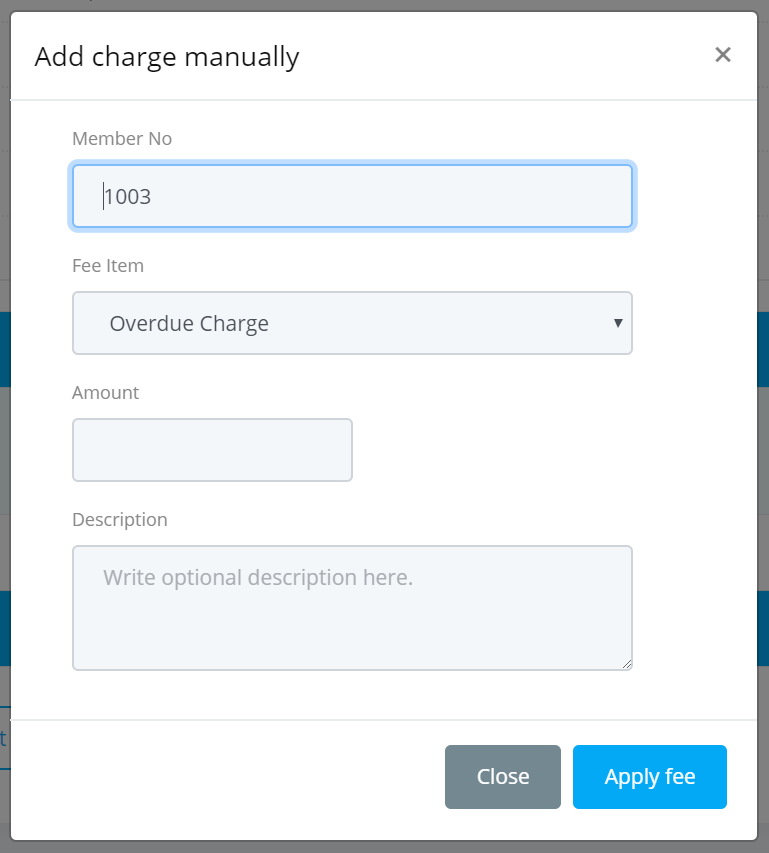 Add charge manually ×
Member No
1003
Fee Item
Overdue Charge
Amount
Description
Write optional description here.
t
Close Apply fee